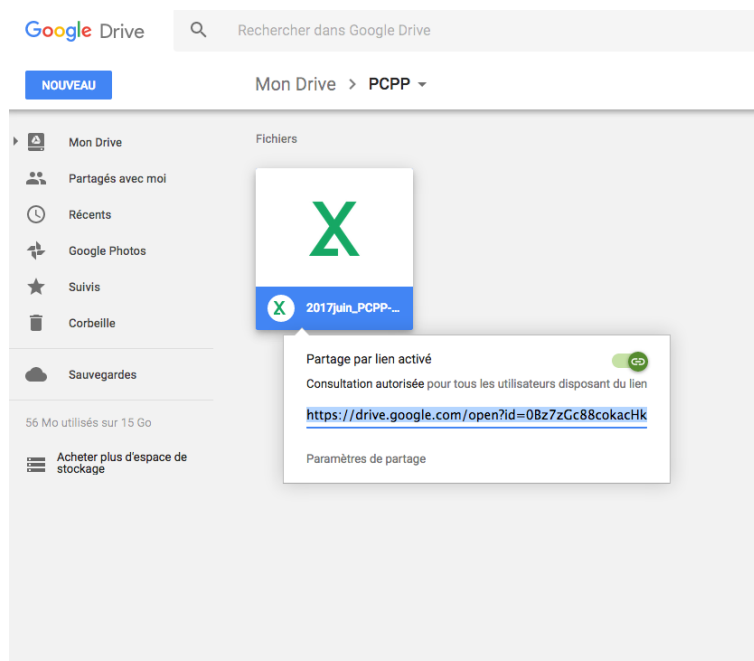 Google Drive
Rechercher dans Google Drive
NOUVEAU
Mon Drive > PCPP
Mon Drive
Partagés avec moi
Récents
Google Photos
Suivis
Corbeille
Sauvegardes
56 Mo utilisés sur 15 Go
Acheter plus d'espace de
stockage
Fichiers
2017juin_PCPP-...
Partage par lien activé
Consultation autorisée pour tous les utilisateurs disposant du lien
https://drive.google.com/open?id=0Bz7zGc88cokacHk
Paramètres de partage